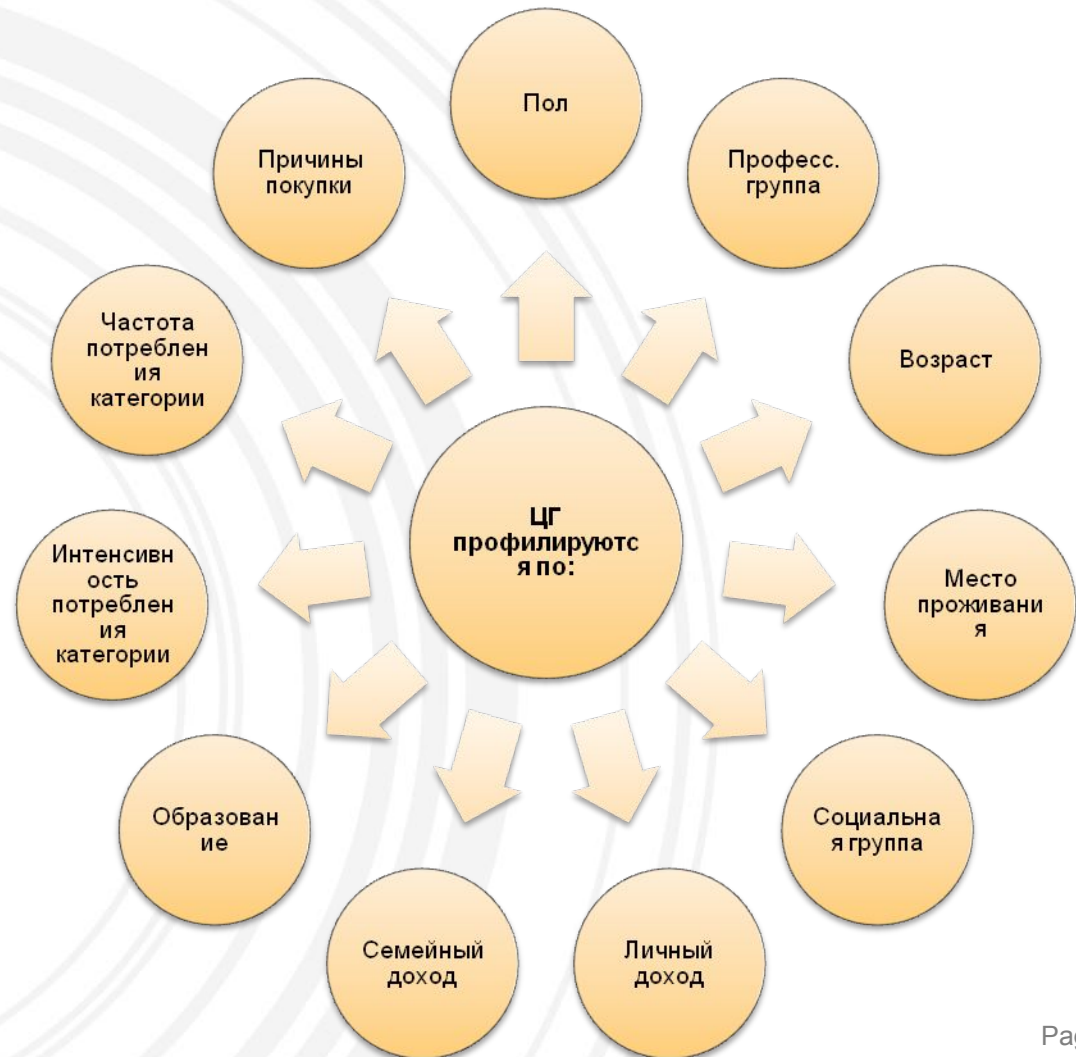 Пол
Професс.
группа
Возраст
Место
проживани
я
Социальна
я группа
Личный
доход
Семейный
доход
Образован
ие
Интенсивн
ость
потреблен
ия
категории
Частота
потреблен
ия
категории
Причины
покупки
ЦГ
профилируютс
я по:
Pag